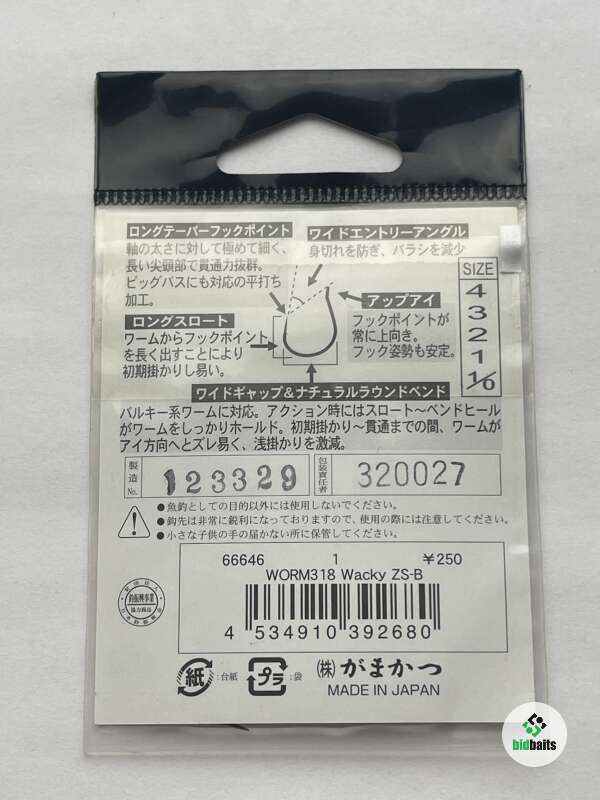 ロングテーパーフックポイント
軸の太さに対して極めて細く、
長い尖頭部で貫通力抜群。
ビッグバスにも対応の平打ち
加工。
ワイドエントリーアングル
身切れを防ぎ、バラシを減少
アップアイ
フックポイントが
常に上向き。
フック姿勢も安定。
ロングスロート
ワームからフックポイント
を長く出すことにより
初期掛かりし易い。
SIZE
4
3
2
1
1/0
ワイドギャップ&ナチュラルラウンドベンド
バルキー系ワームに対応。アクション時にはスロート〜ベンドヒール
がワームをしっかりホールド。初期掛かり〜貫通までの間、ワームが
アイ方向へとズレ易く、浅掛かりを激減。
製造No. 123329
包装責任者 320027
●魚釣としての目的以外には使用しないでください。
●鈎先は非常に鋭利になっておりますので、使用の際には注意してください。
●小さな子供の手の届かない所に保管してください。
66646 1 ¥250
WORM318 Wacky ZS-B
4 534910 392680
釣振興事業
協力商品
紙 :台紙 プラ :袋 (株) がまかつ
MADE IN JAPAN
bidbaits